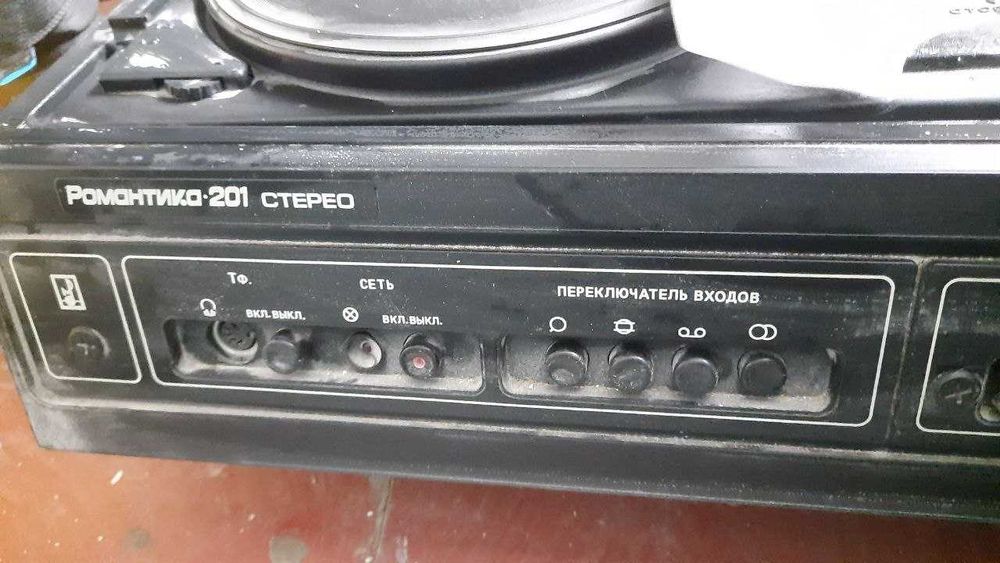 Романтика·201 СТЕРЕО
ТФ.
ВКЛ.ВЫКЛ.
СЕТЬ
ВКЛ.ВЫКЛ.
ПЕРЕКЛЮЧАТЕЛЬ ВХОДОВ